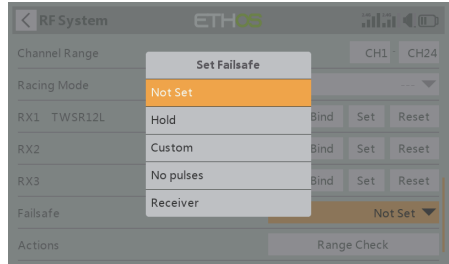 RF System ETHOS
Channel Range CH1 - CH24
Set Failsafe
Racing Mode ---
Not Set
RX1 TWSR12L Bind Set Reset
Hold
RX2 Bind Set Reset
Custom
RX3 Bind Set Reset
No pulses
Receiver
Failsafe Not Set
Actions Range Check